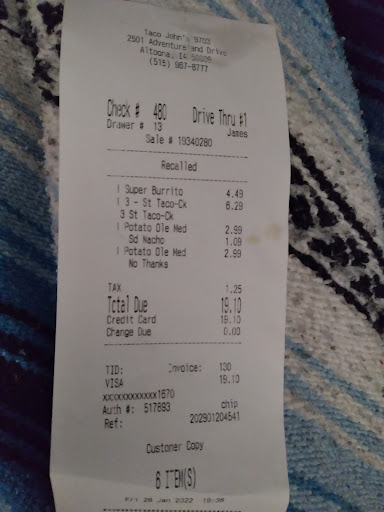 Taco John's 9703
2501 Adventureland Drive
Altoona, IA 50009
(515) 967-8777
Check # 480 Drive Thru #1
Drawer # 13 James
Sale # 19340280
Recalled
1 Super Burrito 4.49
1 3 - St Taco-Ck 6.29
3 St Taco-Ck
1 Potato Ole Med 2.99
Sd Nacho 1.09
1 Potato Ole Med 2.99
No Thanks
TAX 1.25
Total Due 19.10
Credit Card 19.10
Change Due 0.00
TID: Invoice: 130
VISA 19.10
xxxxxxxxxxxx1670
chip
Auth #: 517893
Ref: 202901204541
Customer Copy
6 ITEM(S)
Fri 28 Jan 2022